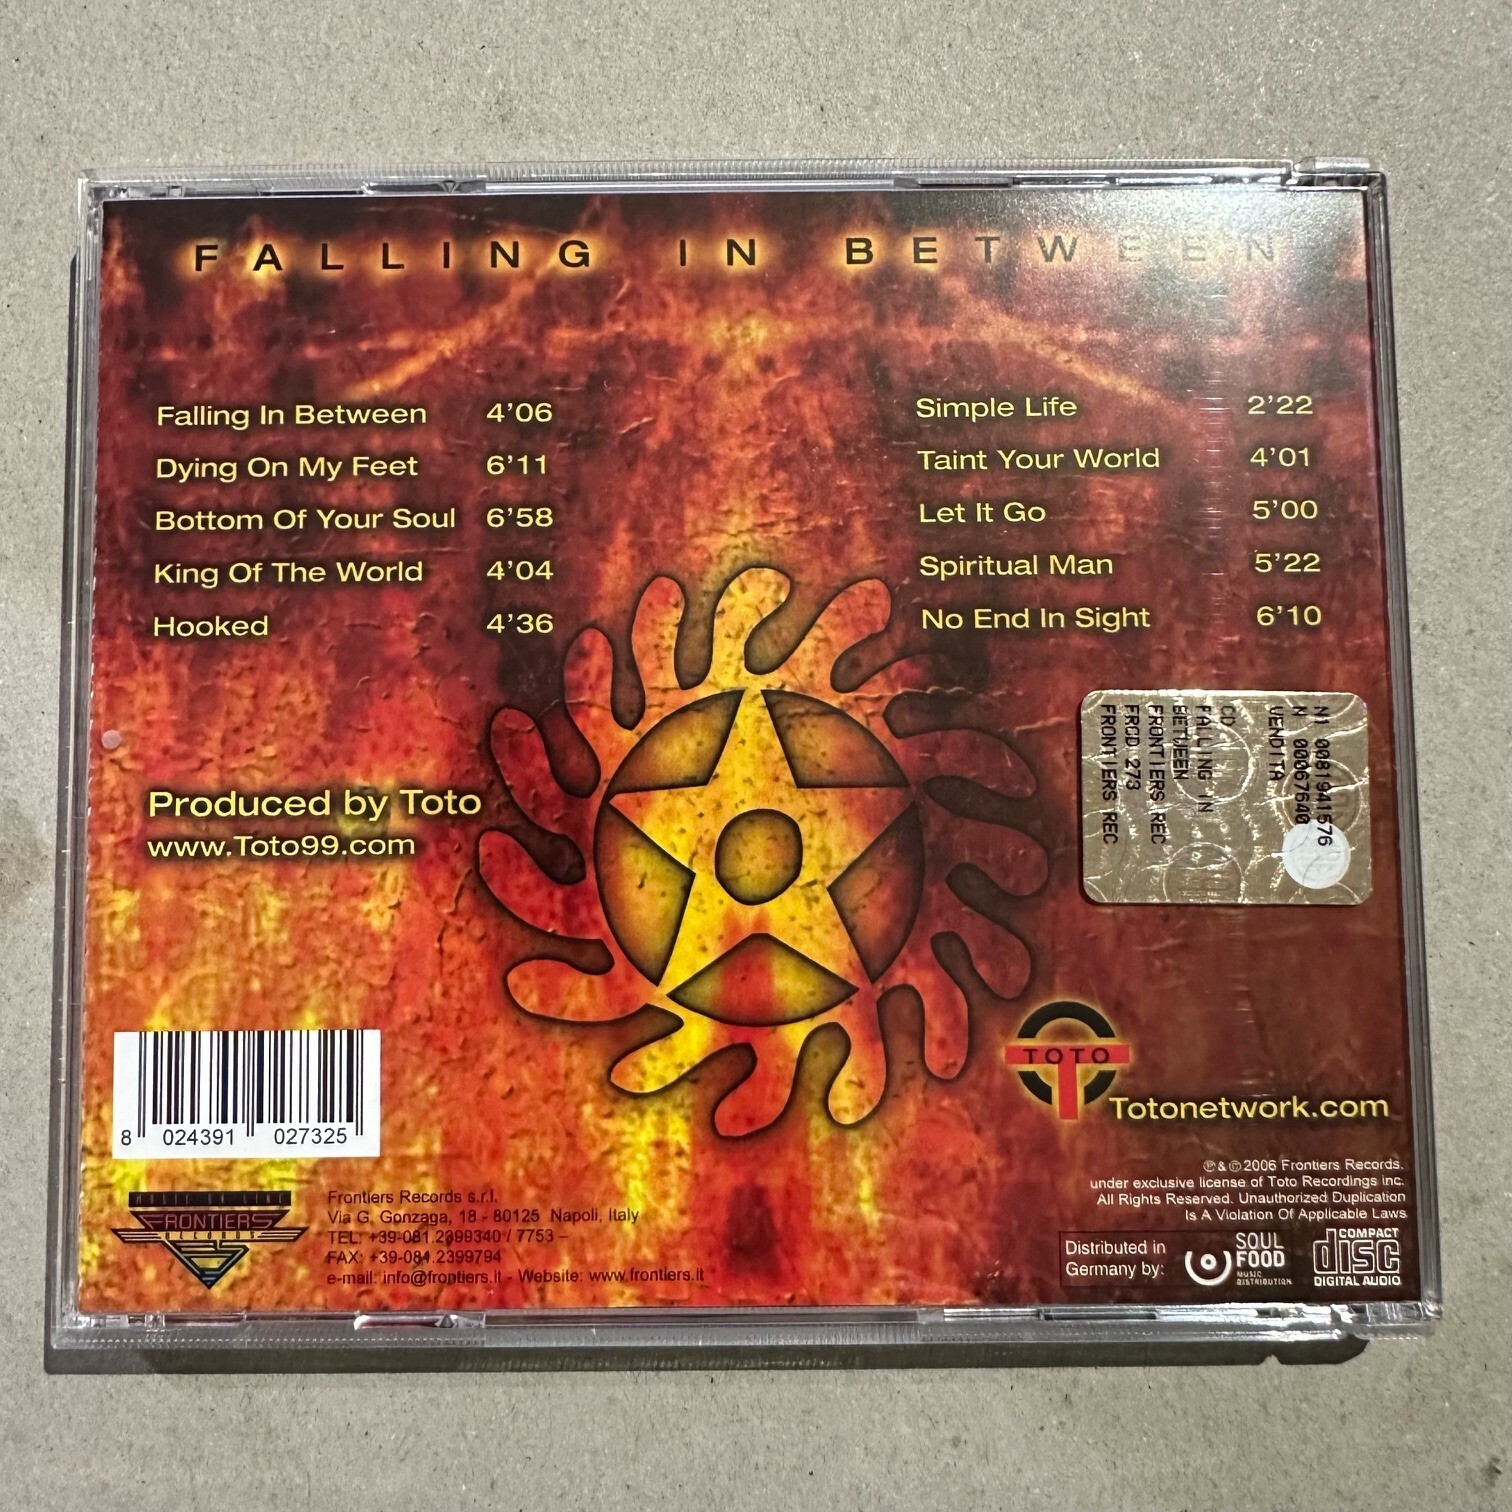 FALLING IN BETWEEN
Falling In Between 4'06
Dying On My Feet 6'11
Bottom Of Your Soul 6'58
King Of The World 4'04
Hooked 4'36
Simple Life 2'22
Taint Your World 4'01
Let It Go 5'00
Spiritual Man 5'22
No End In Sight 6'10
Produced by Toto
www.Toto99.com
N1 0081941576
N 00067640
VENDITA
CD
FALLING IN
BETWEEN
FRONTIERS REC
FRCD 273
FRONTIERS REC
TOTO
Totonetwork.com
8 024391 027325
MUSIC IN LINE
FRONTIERS
RECORDS
Frontiers Records s.r.l.
Via G. Gonzaga, 18 - 80125 Napoli, Italy
TEL: +39-081.2399340 / 7753 –
FAX: +39-081.2399794
e-mail: info@frontiers.it - Website: www.frontiers.it
℗ & © 2006 Frontiers Records.
under exclusive license of Toto Recordings inc.
All Rights Reserved. Unauthorized Duplication
Is A Violation Of Applicable Laws
Distributed in
Germany by:
SOUL
FOOD
MUSIC
DISTRIBUTION
COMPACT
disc
DIGITAL AUDIO